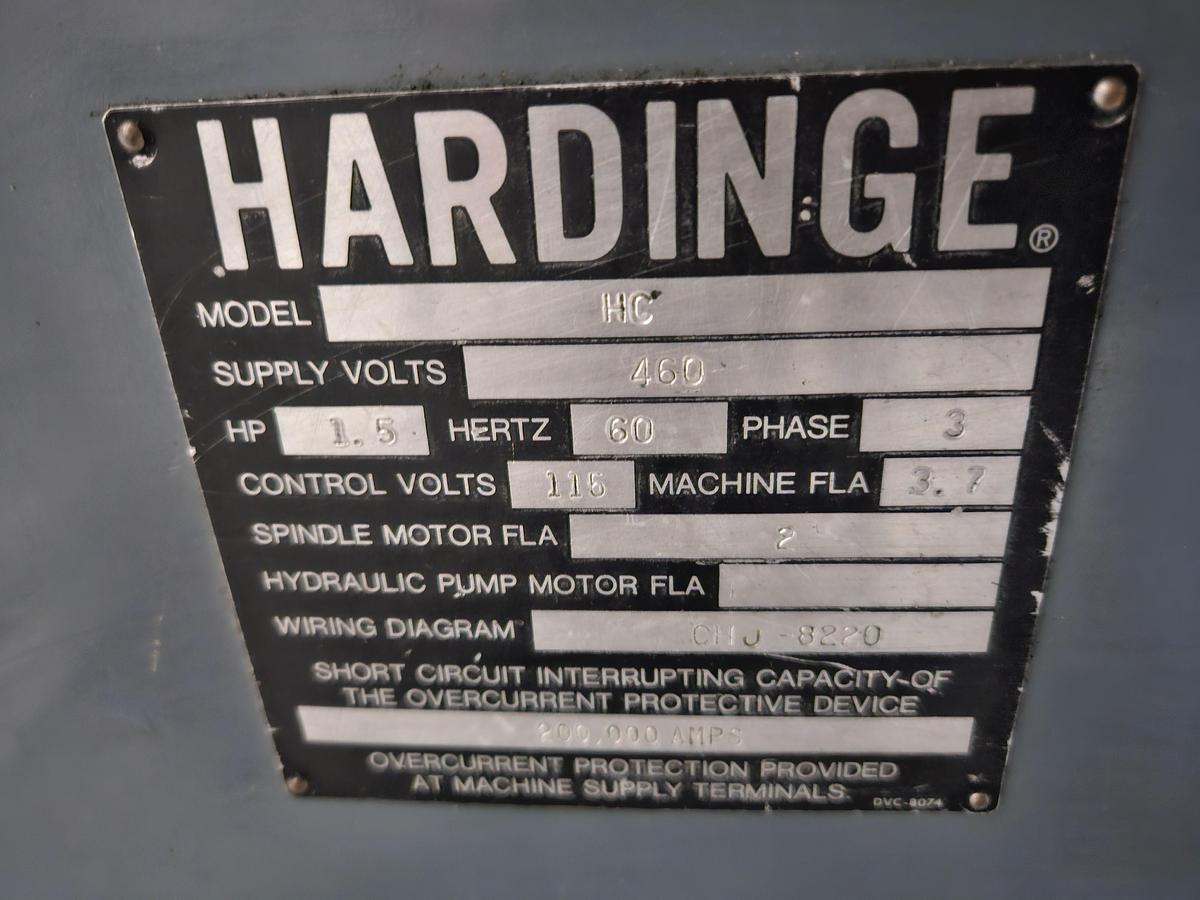 HARDINGE®
MODEL HC
SUPPLY VOLTS 460
HP 1.5 HERTZ 60 PHASE 3
CONTROL VOLTS 115 MACHINE FLA 3.7
SPINDLE MOTOR FLA 2
HYDRAULIC PUMP MOTOR FLA
WIRING DIAGRAM CHJ-8220
SHORT CIRCUIT INTERRUPTING CAPACITY OF
THE OVERCURRENT PROTECTIVE DEVICE
200,000 AMPS
OVERCURRENT PROTECTION PROVIDED
AT MACHINE SUPPLY TERMINALS
DVC-8074